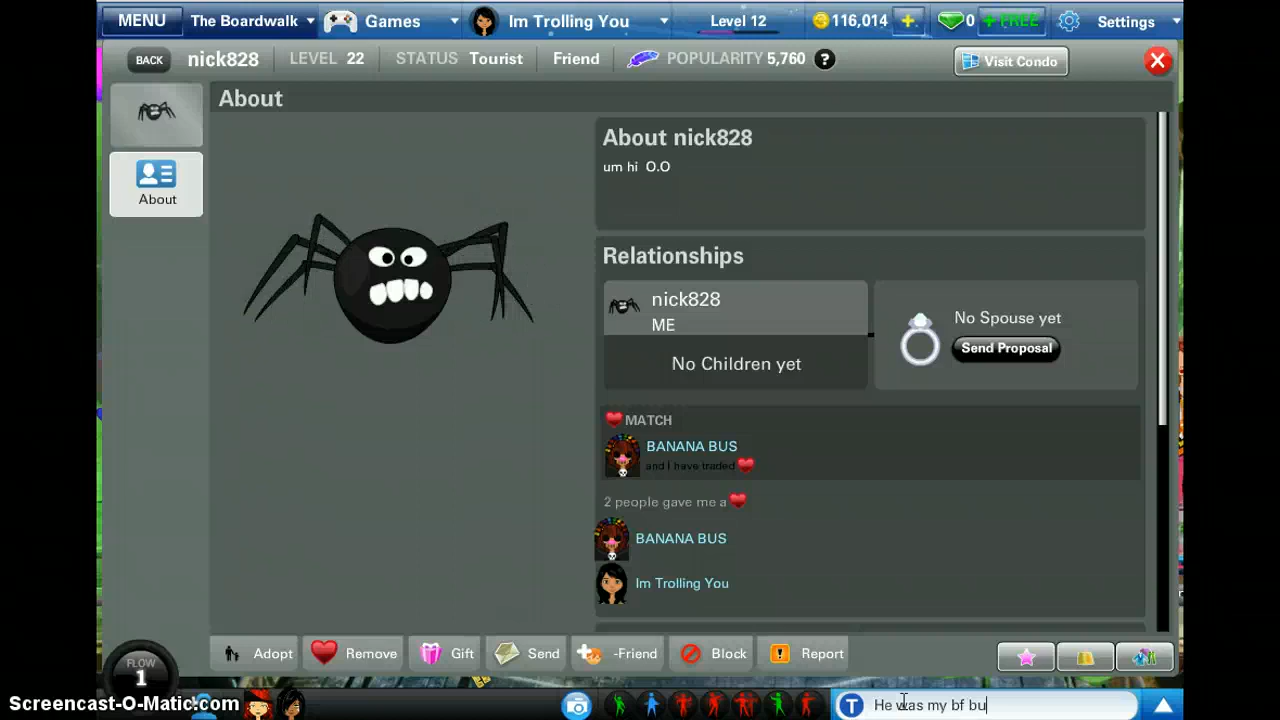 MENU The Boardwalk Games Im Trolling You Level 12 116,014 + 0 + FREE Settings
BACK nick828 LEVEL 22 STATUS Tourist Friend POPULARITY 5,760 ? Visit Condo X
About
About nick828
um hi O.O
About
Relationships
nick828
ME
No Children yet
No Spouse yet
Send Proposal
MATCH
BANANA BUS
and I have traded
2 people gave me a
BANANA BUS
Im Trolling You
Adopt Remove Gift Send -Friend Block Report
FLOW
1
Screencast-O-Matic.com
T He was my bf bu